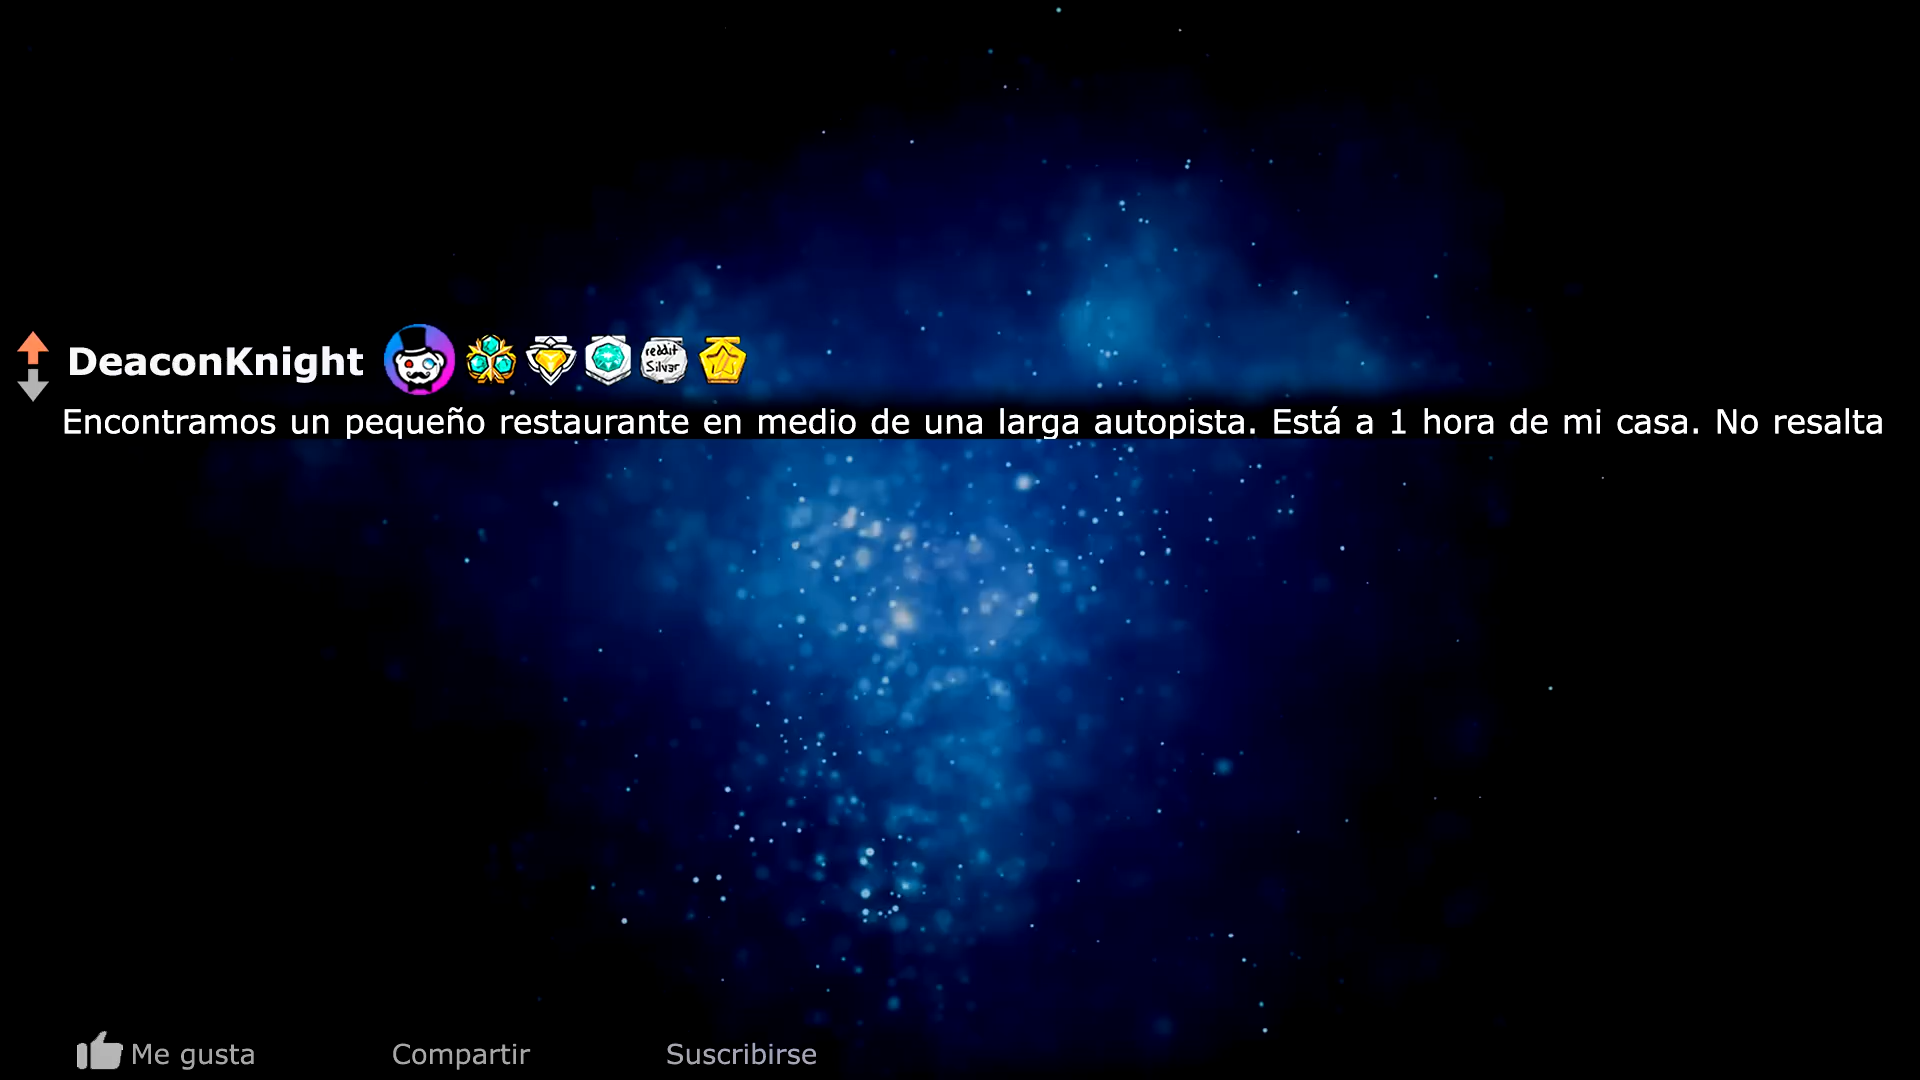 DeaconKnight
reddit
Silv3r
Encontramos un pequeño restaurante en medio de una larga autopista. Está a 1 hora de mi casa. No resalta
Me gusta
Compartir
Suscribirse